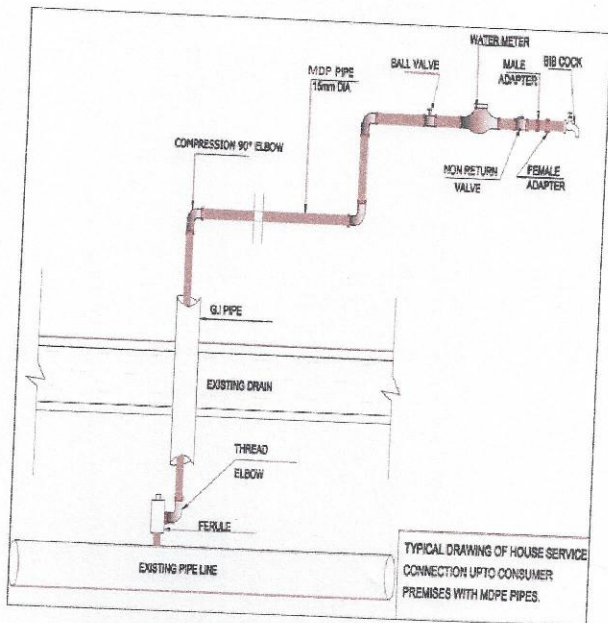 WATER METER
BALL VALVE
MALE
ADAPTER
BIB COCK
MDP PIPE
15mm DIA
COMPRESSION 90° ELBOW
NON RETURN
VALVE
FEMALE
ADAPTER
G.I PIPE
EXISTING DRAIN
THREAD
ELBOW
FERULE
EXISTING PIPE LINE
TYPICAL DRAWING OF HOUSE SERVICE
CONNECTION UPTO CONSUMER
PREMISES WITH MDPE PIPES.